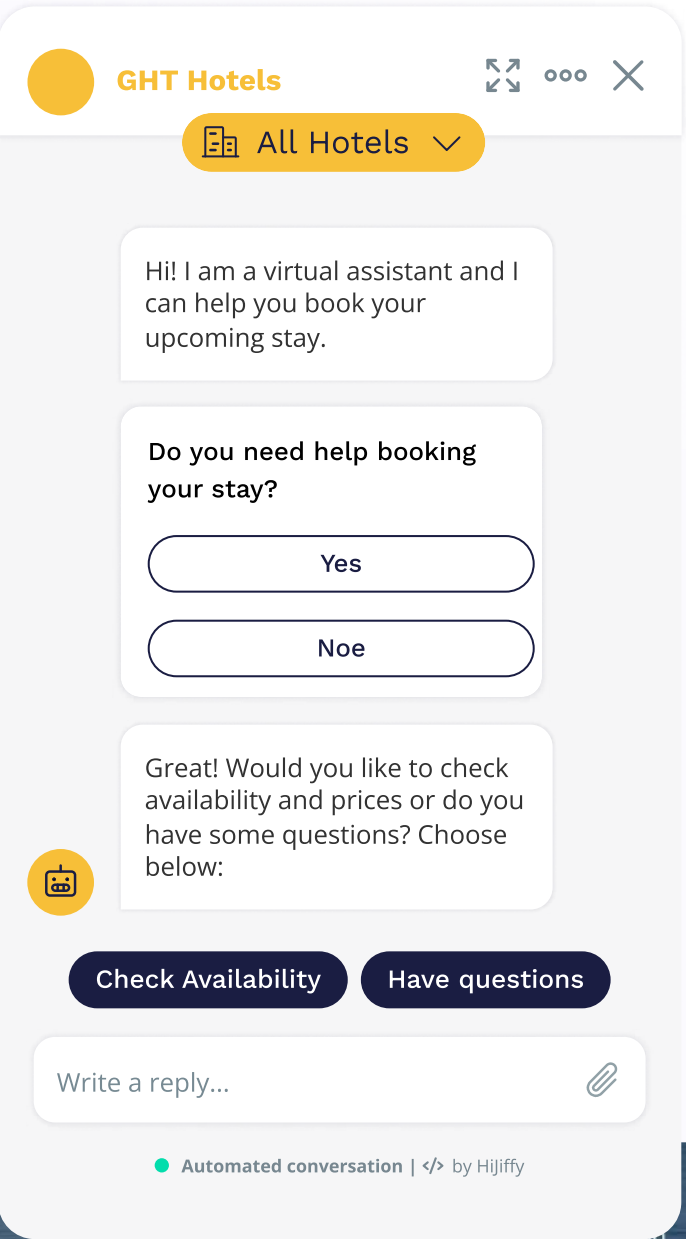 GHT Hotels
All Hotels
Hi! I am a virtual assistant and I
can help you book your
upcoming stay.
Do you need help booking
your stay?
Yes
Noe
Great! Would you like to check
availability and prices or do you
have some questions? Choose
below:
Check Availability
Have questions
Write a reply...
Automated conversation | </> by HiJiffy